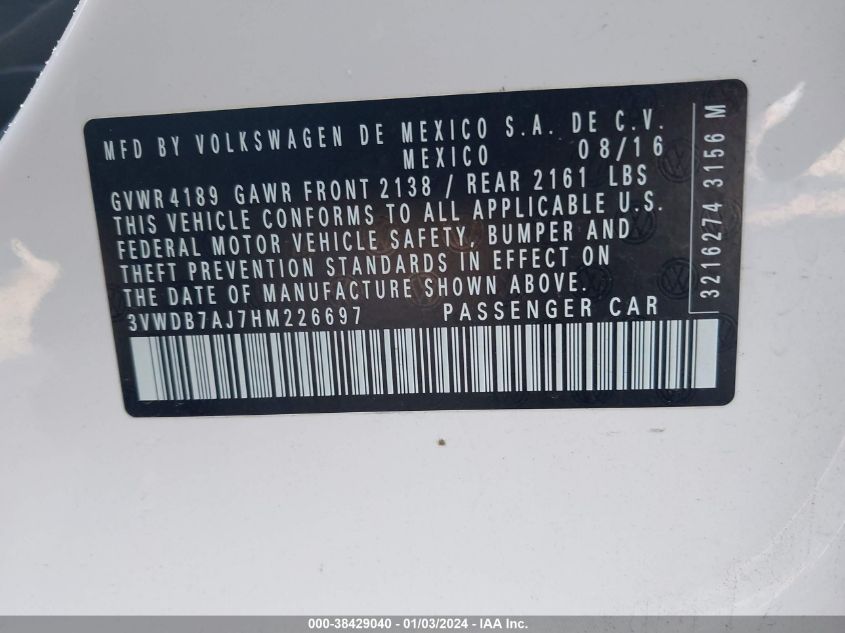 MFD BY VOLKSWAGEN DE MEXICO S.A. DE C.V.
MEXICO 08/16
GVWR 4189 GAWR FRONT 2138 / REAR 2161 LBS
THIS VEHICLE CONFORMS TO ALL APPLICABLE U.S.
FEDERAL MOTOR VEHICLE SAFETY, BUMPER AND
THEFT PREVENTION STANDARDS IN EFFECT ON
THE DATE OF MANUFACTURE SHOWN ABOVE.
3VWDB7AJ7HM226697 PASSENGER CAR
3216274 3156 M
000-38429040 - 01/03/2024 - IAA Inc.